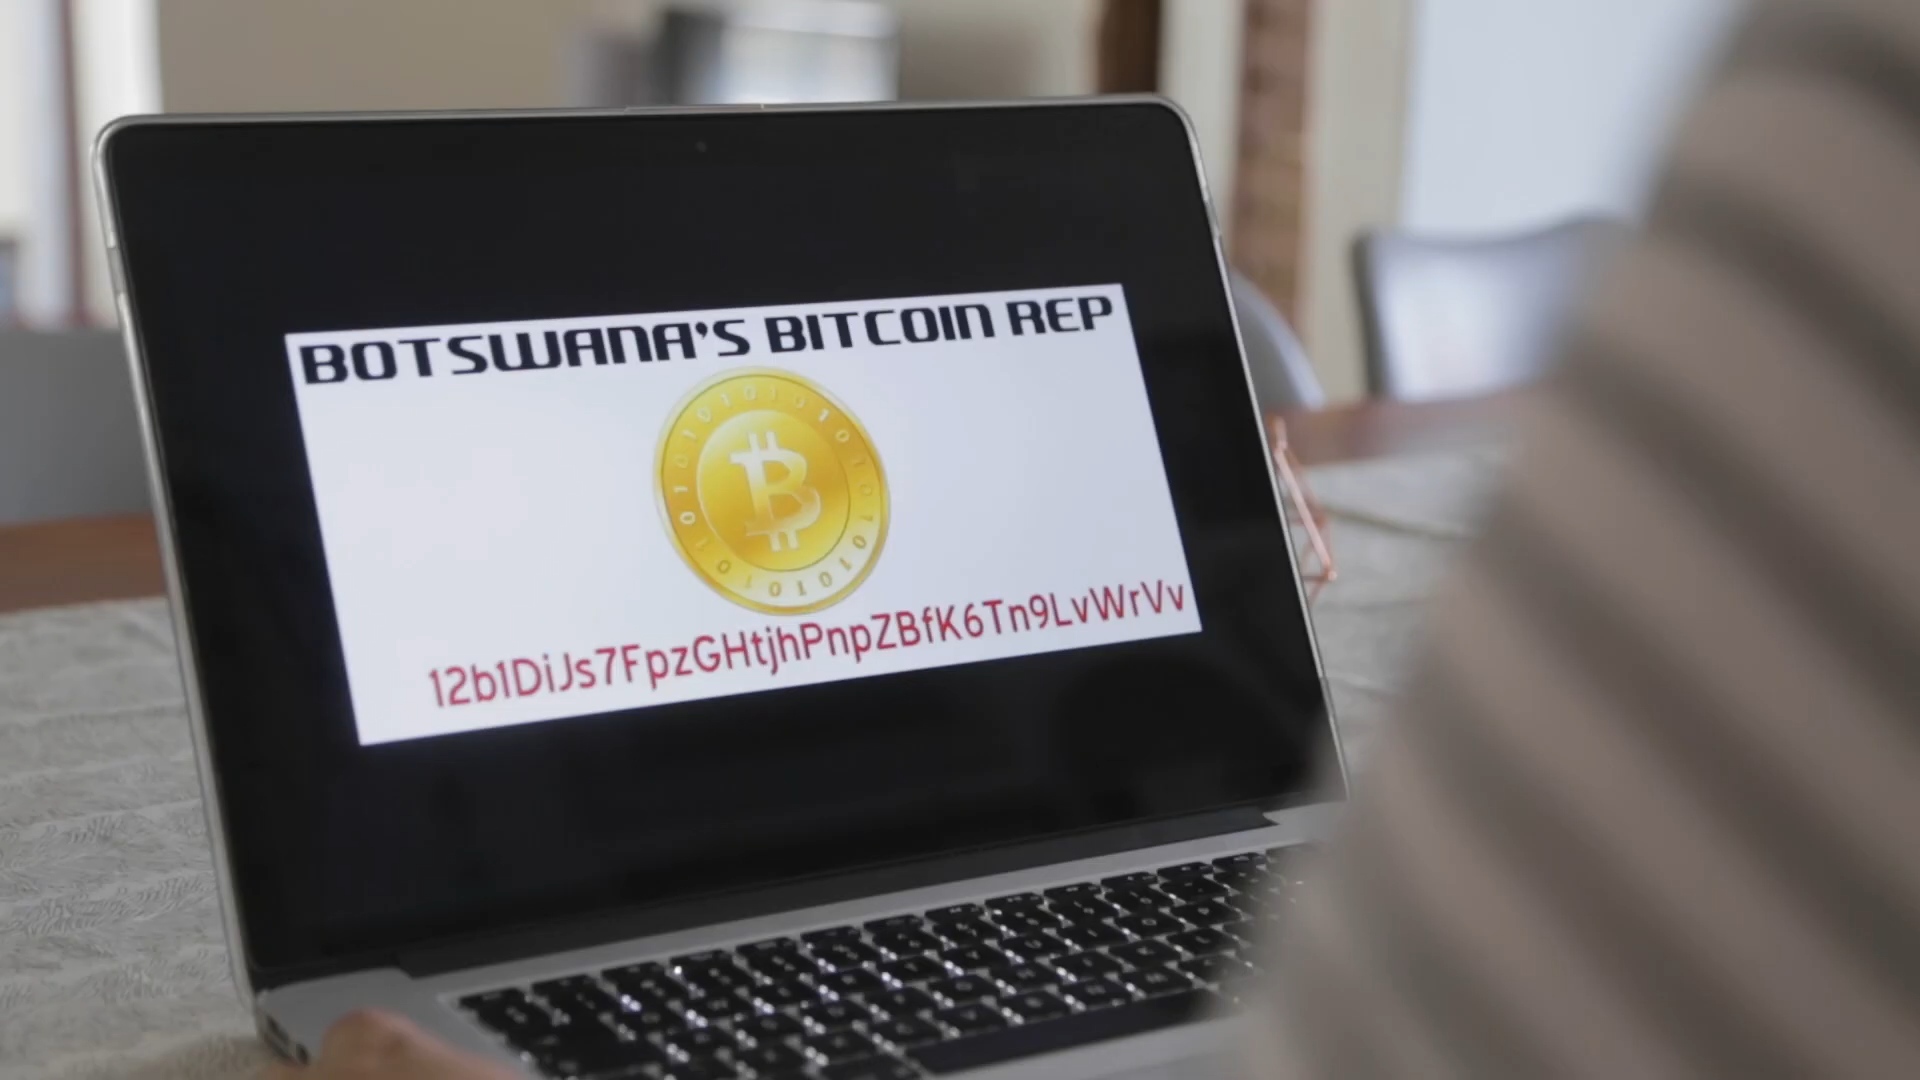 BOTSWANA'S BITCOIN REP
12b1DiJs7FpzGHtjhPnpZBfK6Tn9LvWrVv